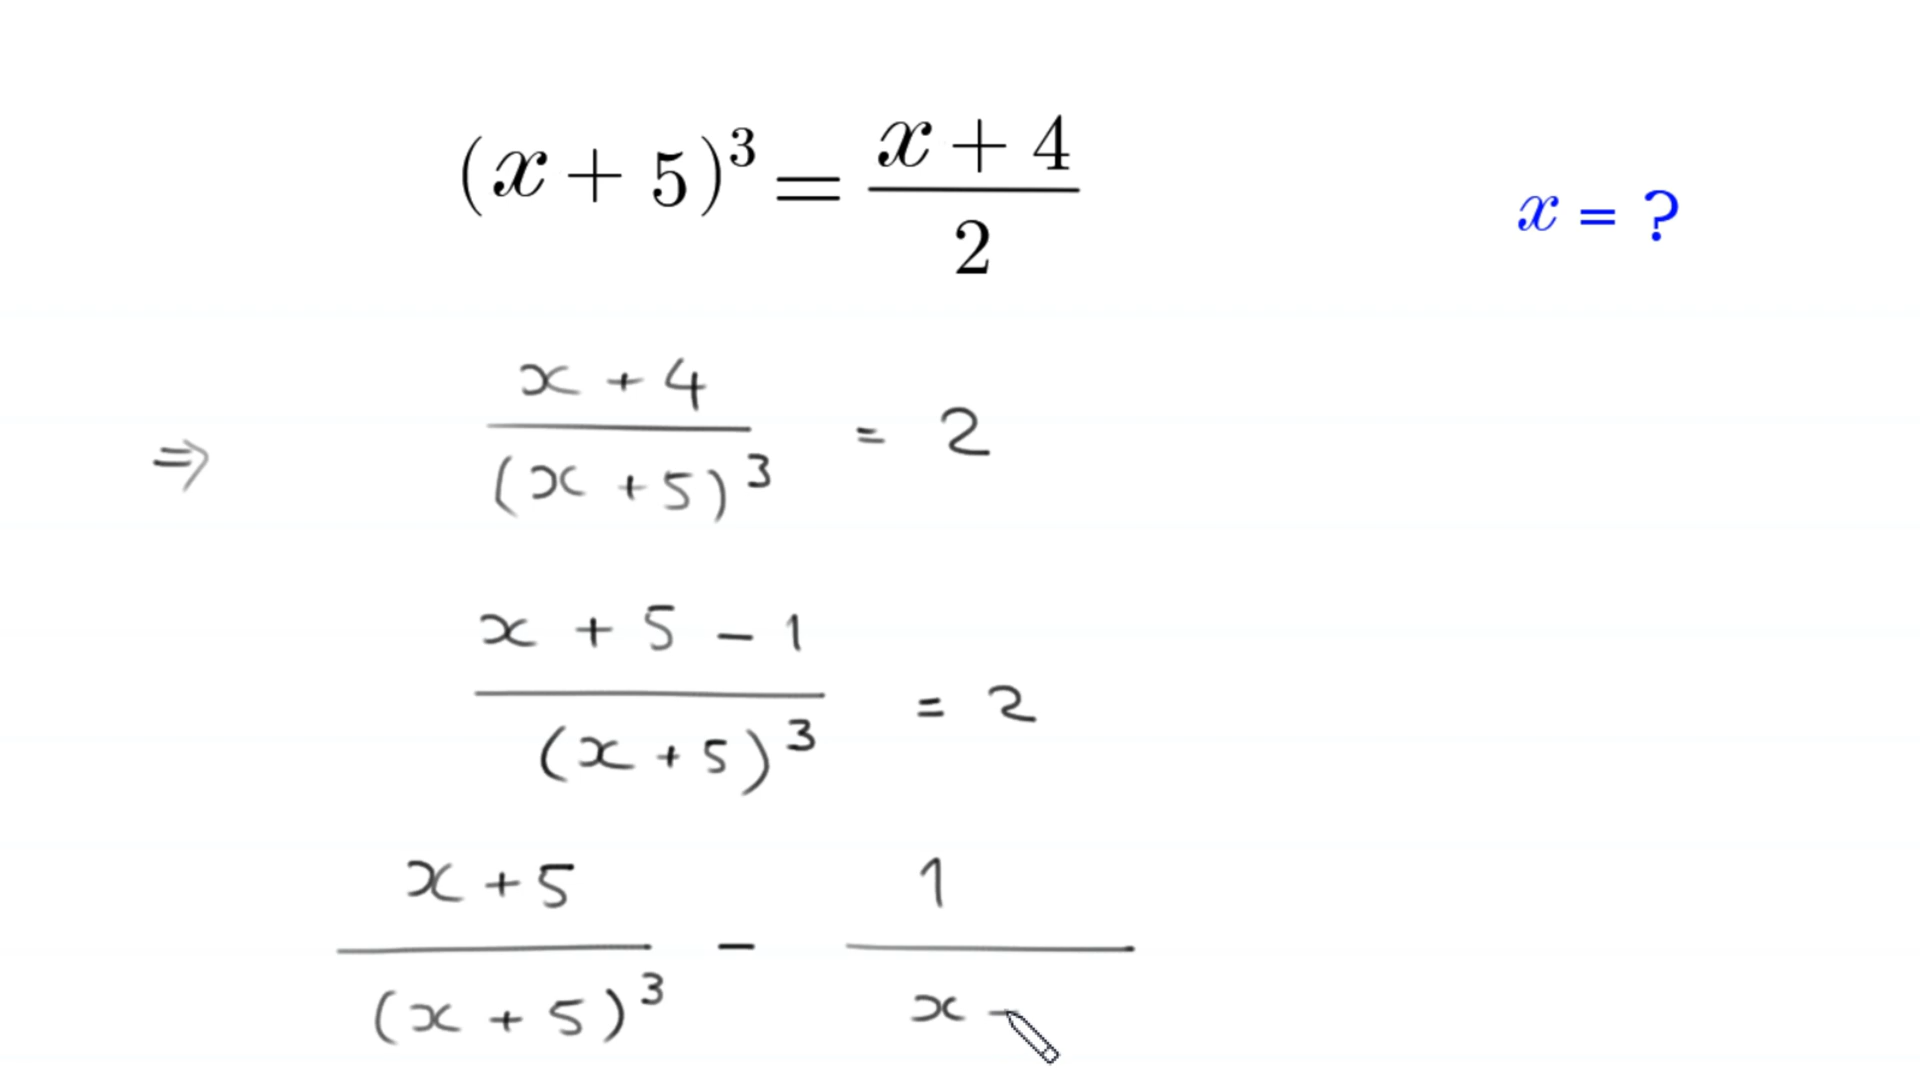 (x + 5)^3 = (x + 4)/2
x = ?
⇒ (x + 4)/(x + 5)^3 = 2
(x + 5 - 1)/(x + 5)^3 = 2
(x + 5)/(x + 5)^3 - 1/(x -